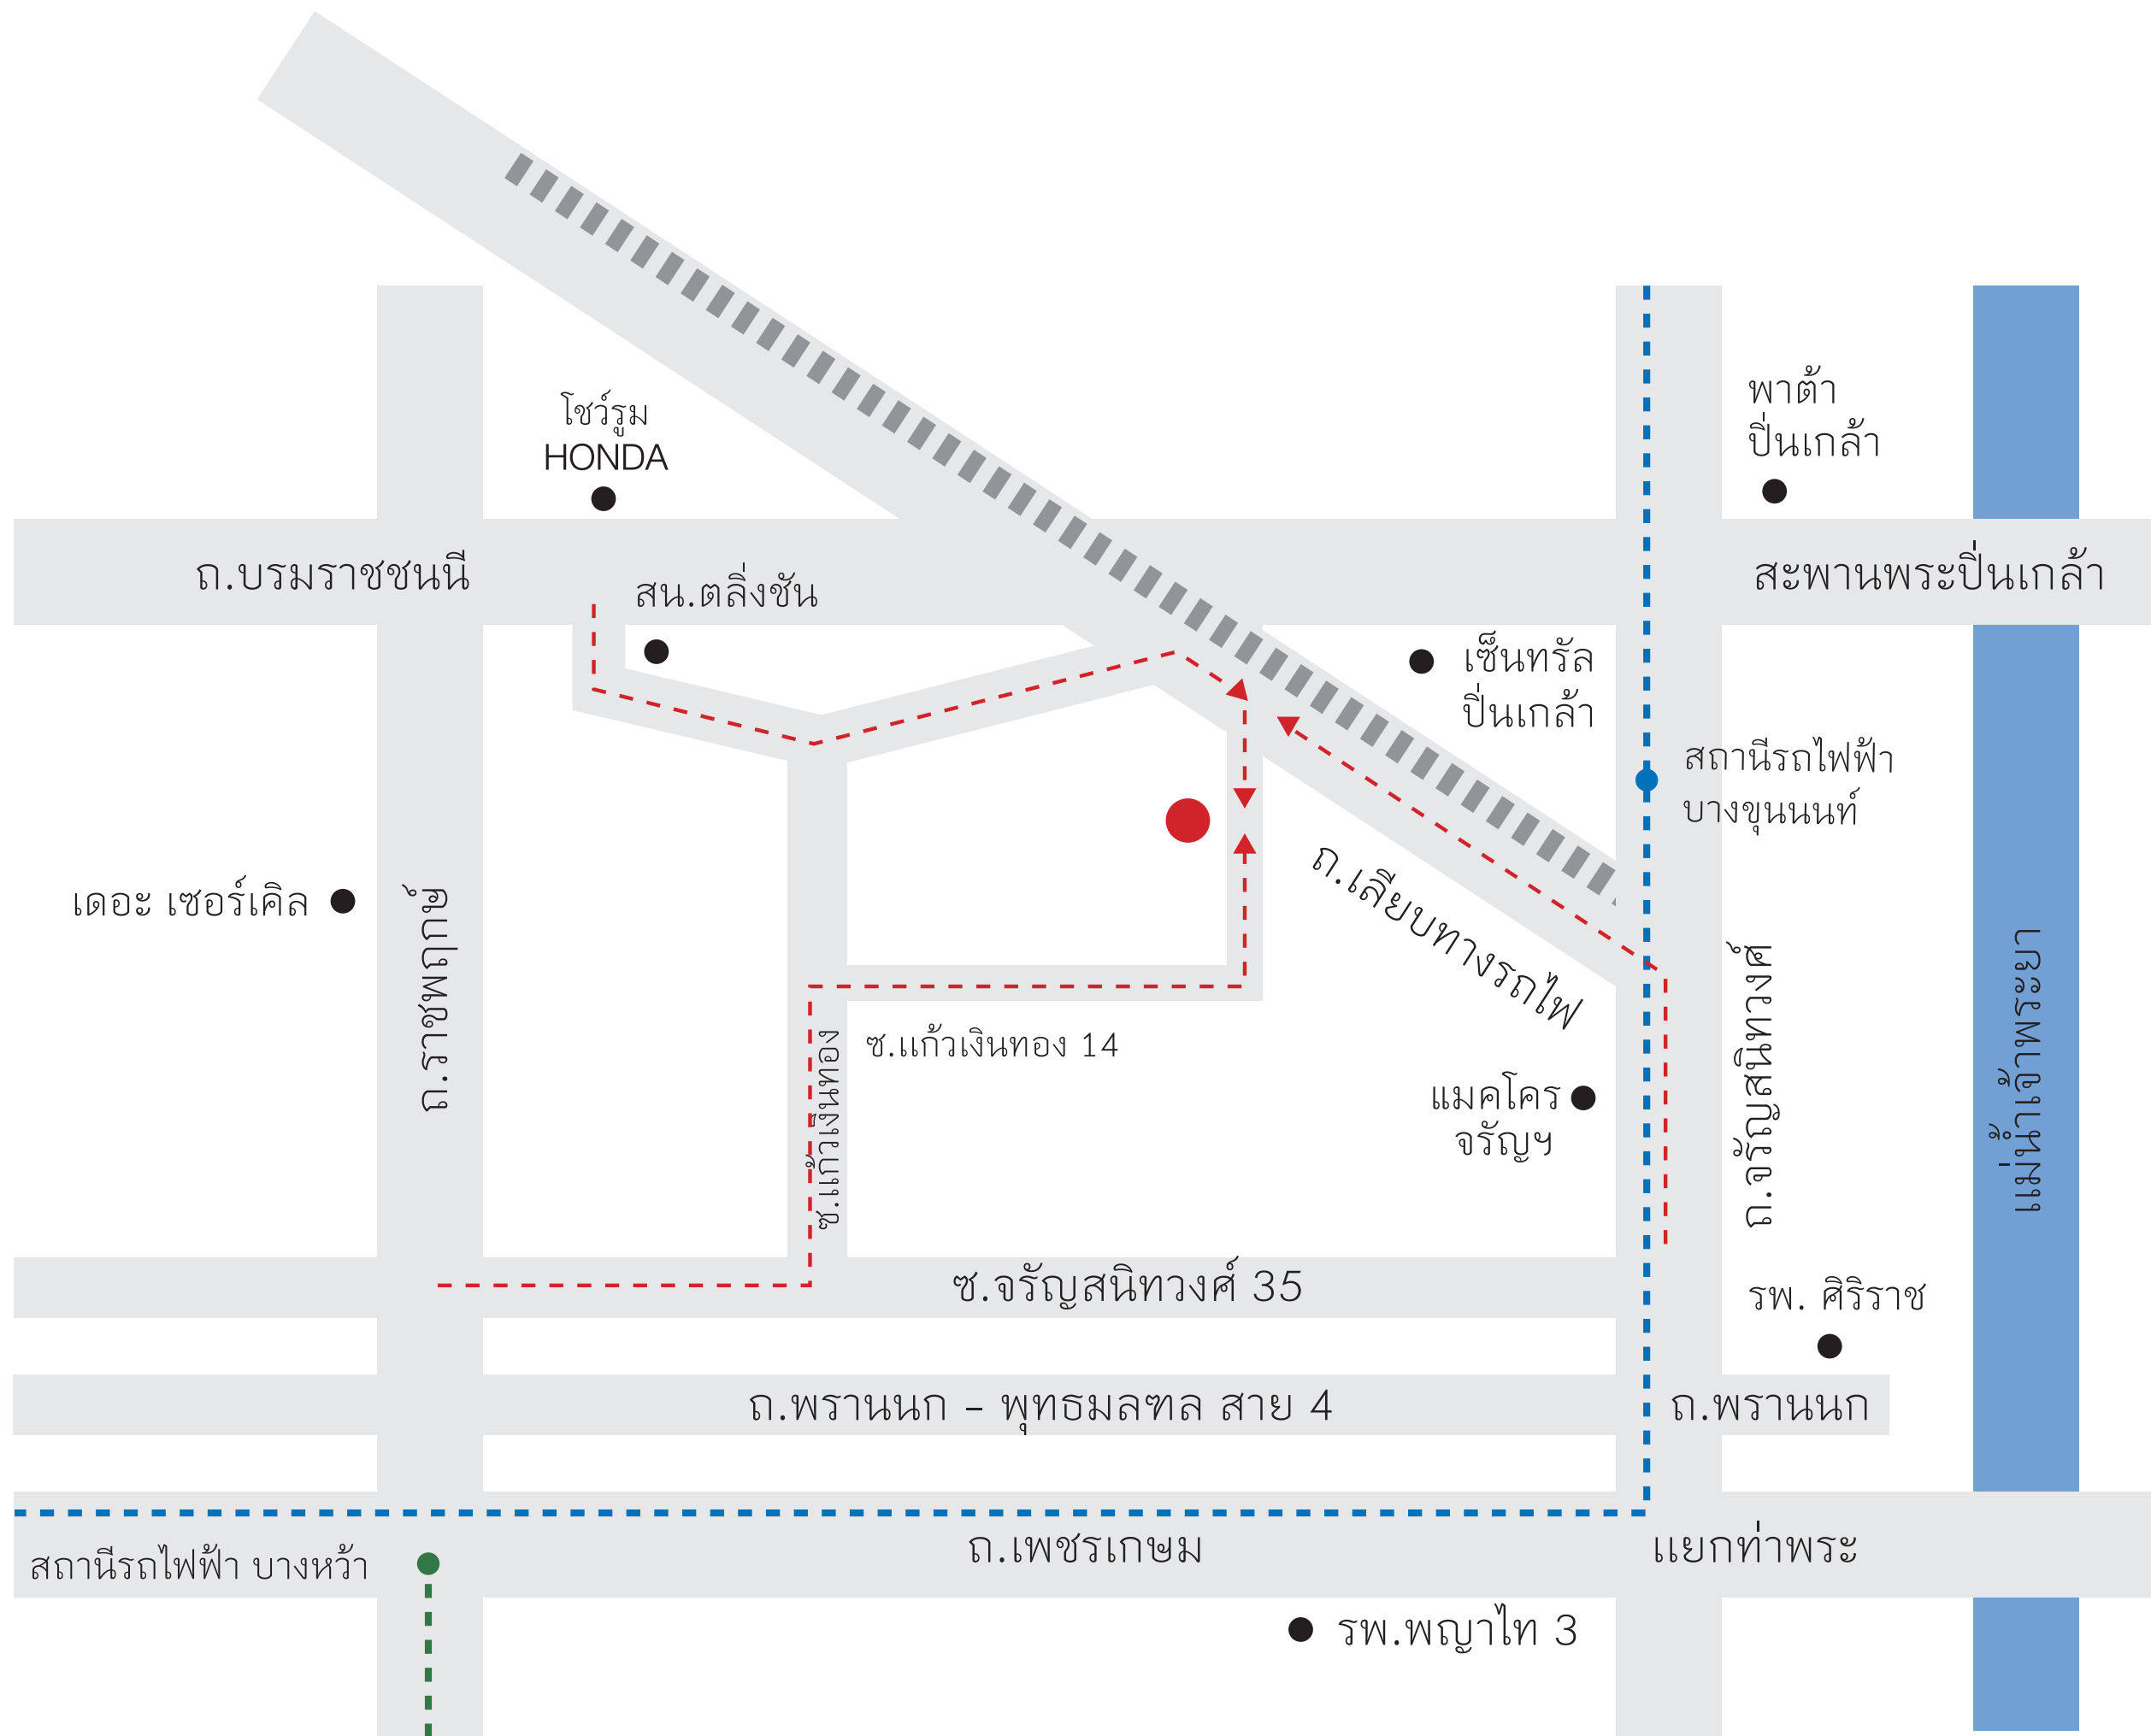 โชว์รูม
HONDA
พาต้า
ปิ่นเกล้า
ถ.บรมราชชนนี
สน.ตลิ่งชัน
สะพานพระปิ่นเกล้า
เซ็นทรัล
ปิ่นเกล้า
สถานีรถไฟฟ้า
บางขุนนนท์
เดอะ เซอร์เคิล
ถ.ราชพฤกษ์
ถ.เลียบทางรถไฟ
ถ.จรัญสนิทวงศ์
แม่น้ำเจ้าพระยา
ซ.แก้วเงินทอง
ซ.แก้วเงินทอง 14
แมคโคร
จรัญฯ
ซ.จรัญสนิทวงศ์ 35
รพ. ศิริราช
ถ.พรานนก - พุทธมลฑล สาย 4
ถ.พรานนก
สถานีรถไฟฟ้า บางหว้า
ถ.เพชรเกษม
แยกท่าพระ
รพ.พญาไท 3